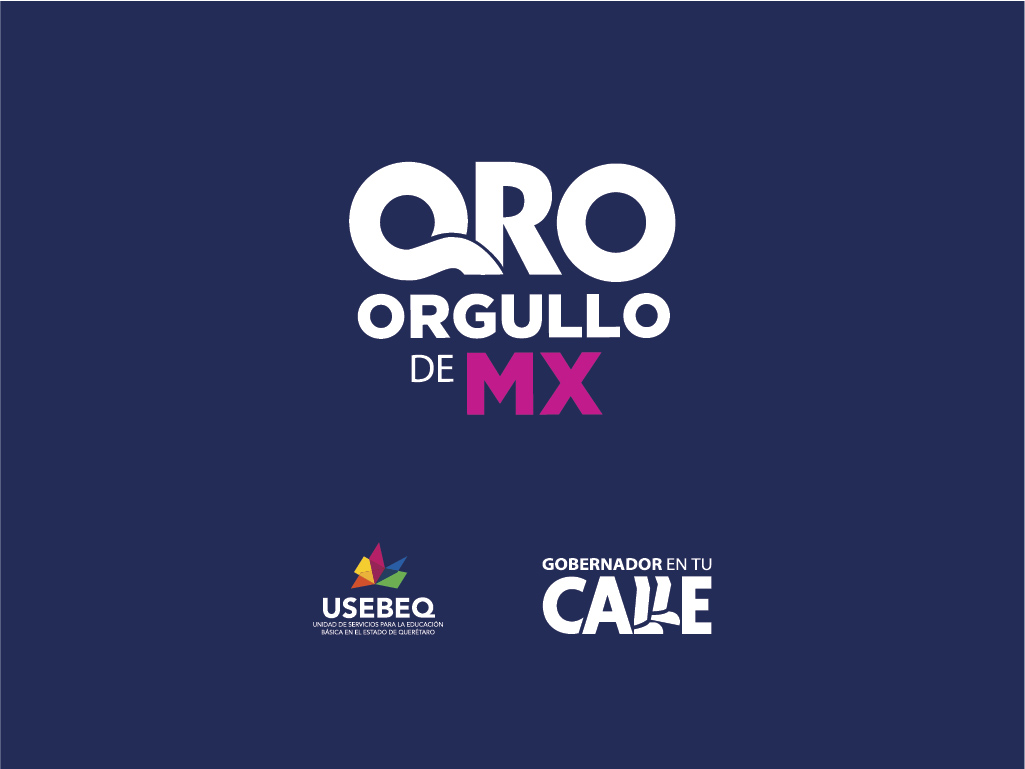 QRO
ORGULLO
DE MX
USEBEQ
UNIDAD DE SERVICIOS PARA LA EDUCACIÓN
BÁSICA EN EL ESTADO DE QUERÉTARO
GOBERNADOR EN TU
CALLE